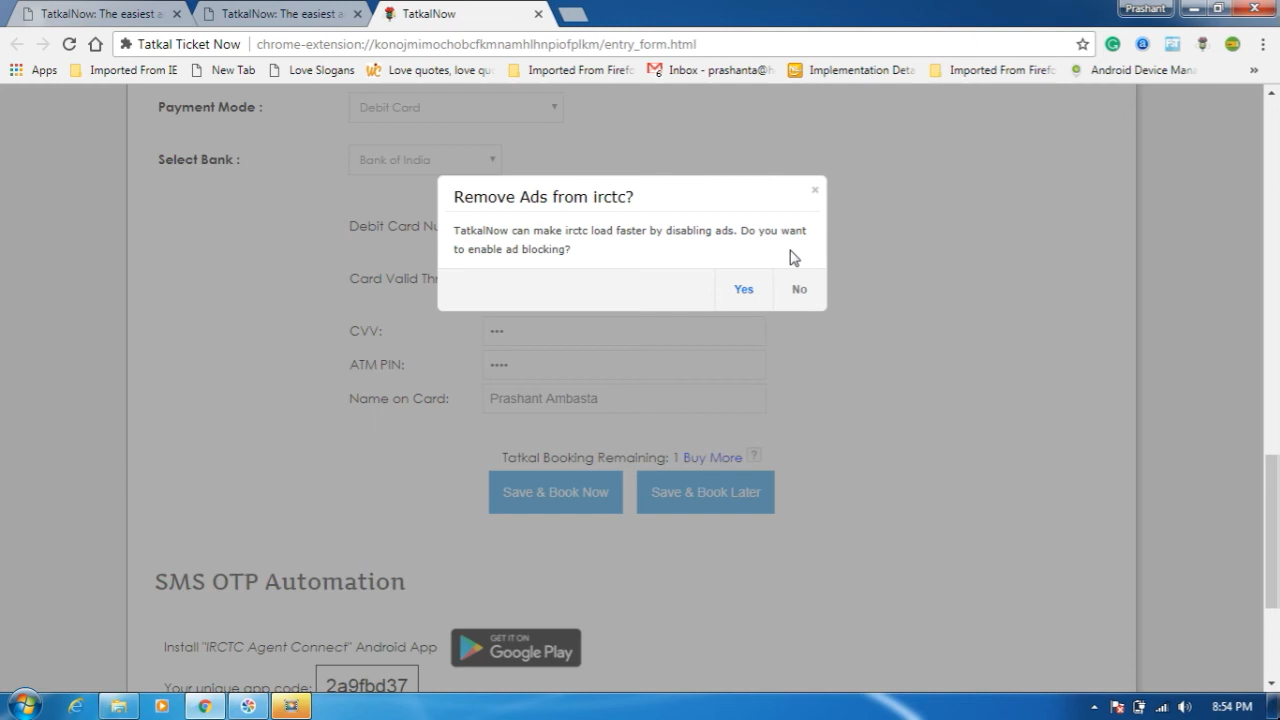 TatkalNow: The easiest a
TatkalNow: The easiest a
TatkalNow
Prashant
Tatkal Ticket Now
chrome-extension://konojmimochobcfkmmamhlhnpiofplkm/entry_form.html
Apps
Imported From IE
New Tab
Love Slogans
Love quotes, love qu
Imported From Firefo
Inbox - prashanta@h
Implementation Deta
Imported From Firefo
Android Device Mana
»
Payment Mode :
Debit Card
Select Bank :
Bank of India
Remove Ads from irctc?
×
TatkalNow can make irctc load faster by disabling ads. Do you want
to enable ad blocking?
Yes
No
Debit Card Nu
Card Valid Thr
CVV:
•••
ATM PIN:
••••
Name on Card:
Prashant Ambasta
Tatkal Booking Remaining: 1 Buy More ?
Save & Book Now
Save & Book Later
SMS OTP Automation
Install "IRCTC Agent Connect" Android App
GET IT ON
Google Play
Your unique app code:
2a9fbd37
8:54 PM